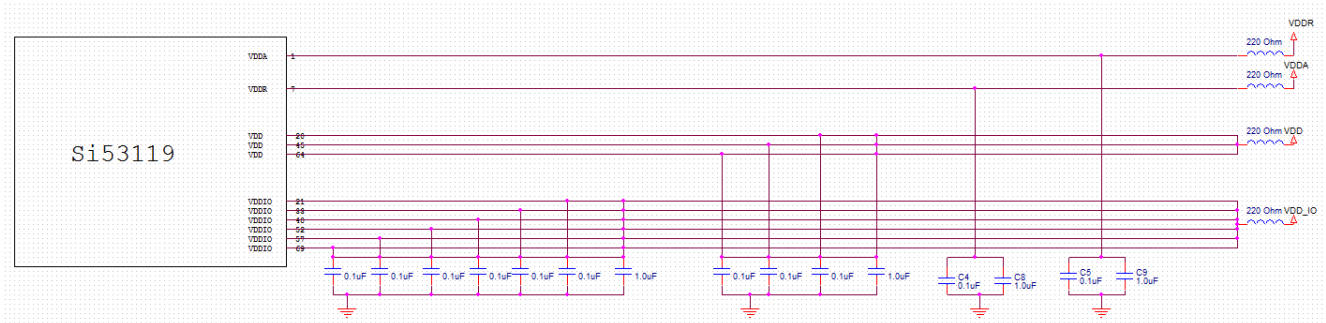 VDDR
220 Ohm
VDDA 1
VDDA
220 Ohm
VDDR 7
VDD 20
220 Ohm VDD
VDD 45
VDD 64
Si53119
VDDIO 21
VDDIO 33
220 Ohm VDD_IO
VDDIO 40
VDDIO 52
VDDIO 57
VDDIO 69
0.1uF 0.1uF 0.1uF 0.1uF 0.1uF 0.1uF 1.0uF 0.1uF 0.1uF 0.1uF 1.0uF
C4
0.1uF
C8
1.0uF
C5
0.1uF
C9
1.0uF